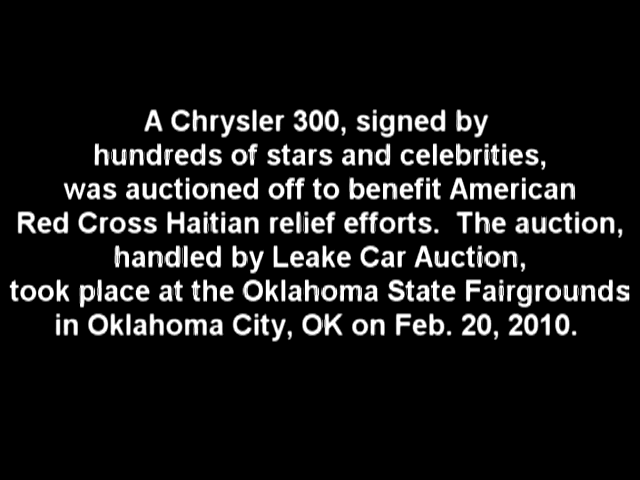 A Chrysler 300, signed by
hundreds of stars and celebrities,
was auctioned off to benefit American
Red Cross Haitian relief efforts.  The auction,
handled by Leake Car Auction,
took place at the Oklahoma State Fairgrounds
in Oklahoma City, OK on Feb. 20, 2010.